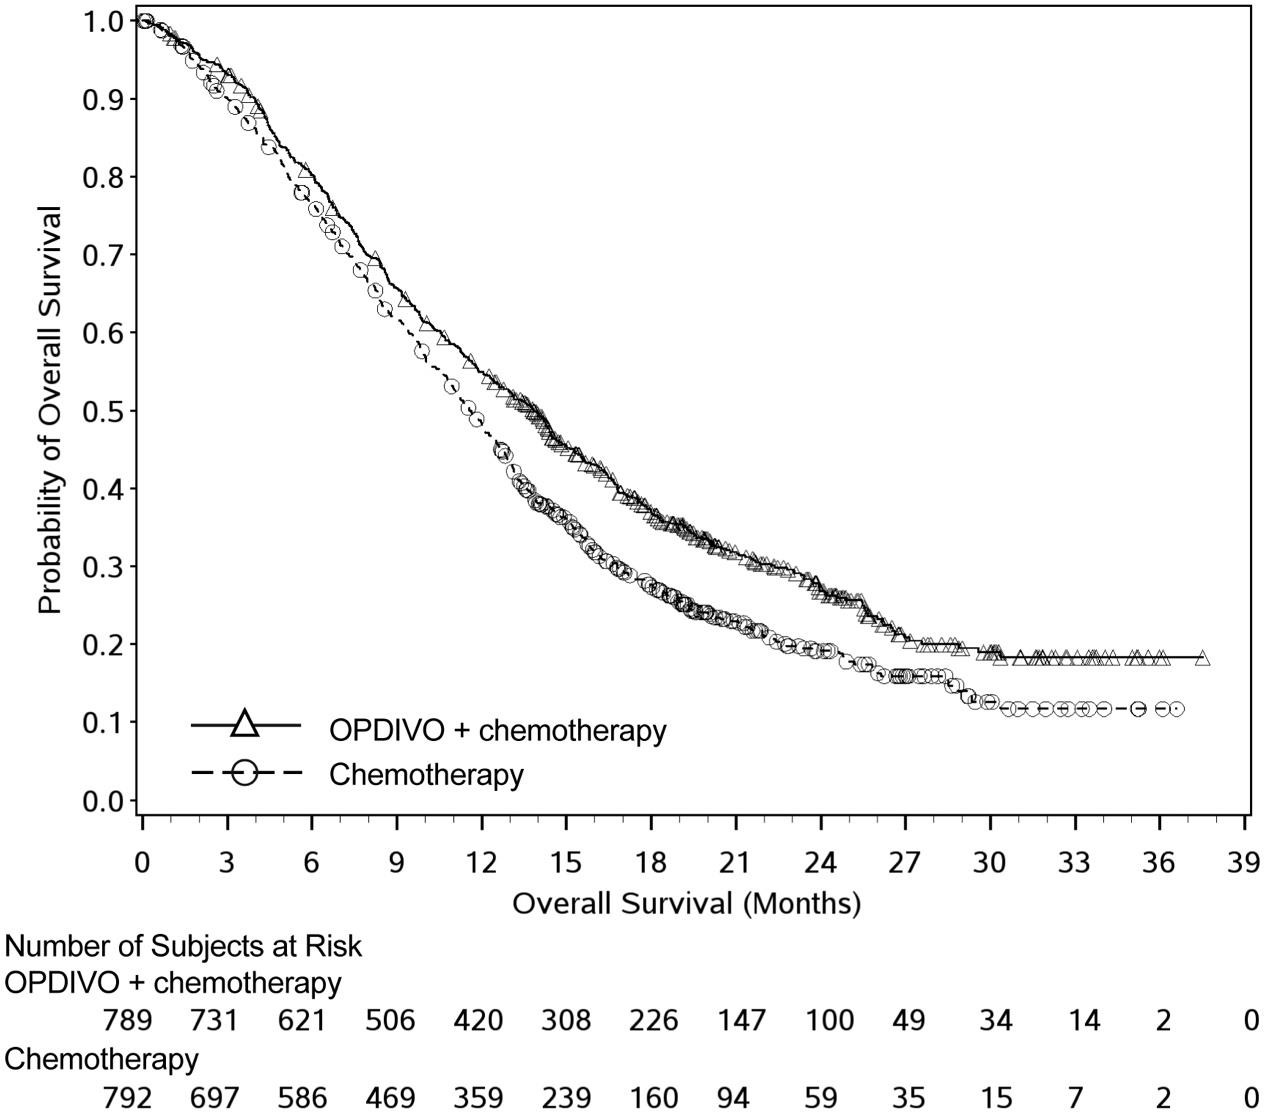 1.0
0.9
0.8
0.7
0.6
0.5
0.4
0.3
0.2
0.1
0.0
Probability of Overall Survival
OPDIVO + chemotherapy
Chemotherapy
0 3 6 9 12 15 18 21 24 27 30 33 36 39
Overall Survival (Months)
Number of Subjects at Risk
OPDIVO + chemotherapy
789 731 621 506 420 308 226 147 100 49 34 14 2 0
Chemotherapy
792 697 586 469 359 239 160 94 59 35 15 7 2 0